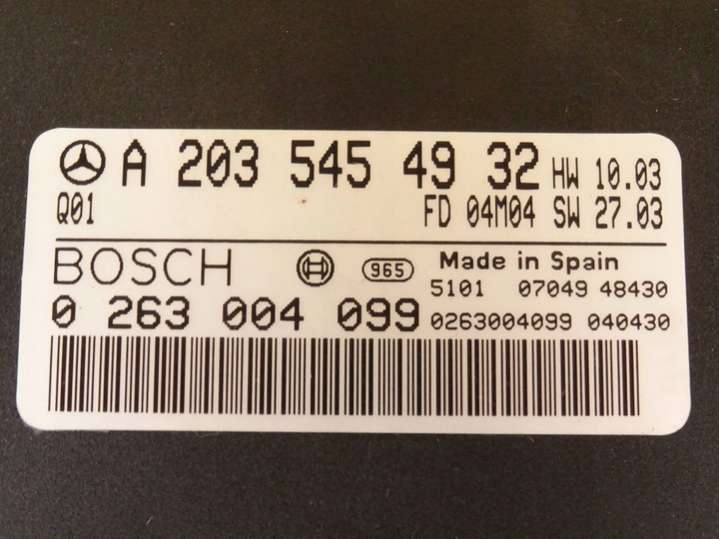 A 203 545 49 32 HW 10.03
Q01 FD 04M04 SW 27.03
BOSCH 965 Made in Spain
5101 07049 48430
0 263 004 099 0263004099 040430